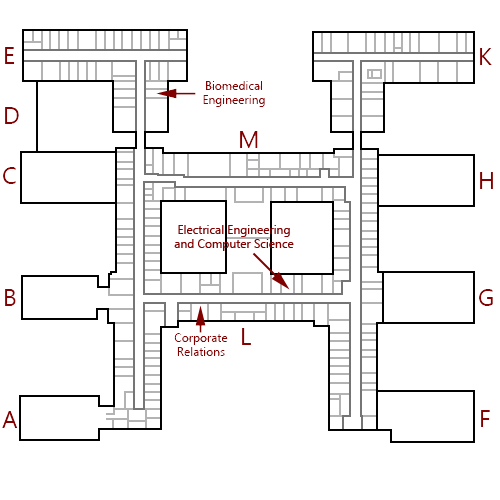 E
K
Biomedical
Engineering
D
M
C
H
Electrical Engineering
and Computer Science
B
G
Corporate
Relations
L
A
F